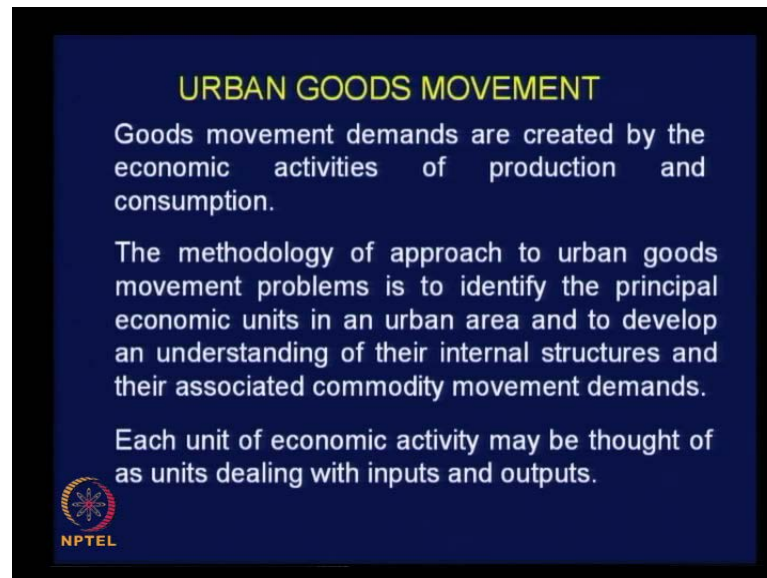 URBAN GOODS MOVEMENT
Goods movement demands are created by the
economic activities of production and
consumption.
The methodology of approach to urban goods
movement problems is to identify the principal
economic units in an urban area and to develop
an understanding of their internal structures and
their associated commodity movement demands.
Each unit of economic activity may be thought of
as units dealing with inputs and outputs.
NPTEL